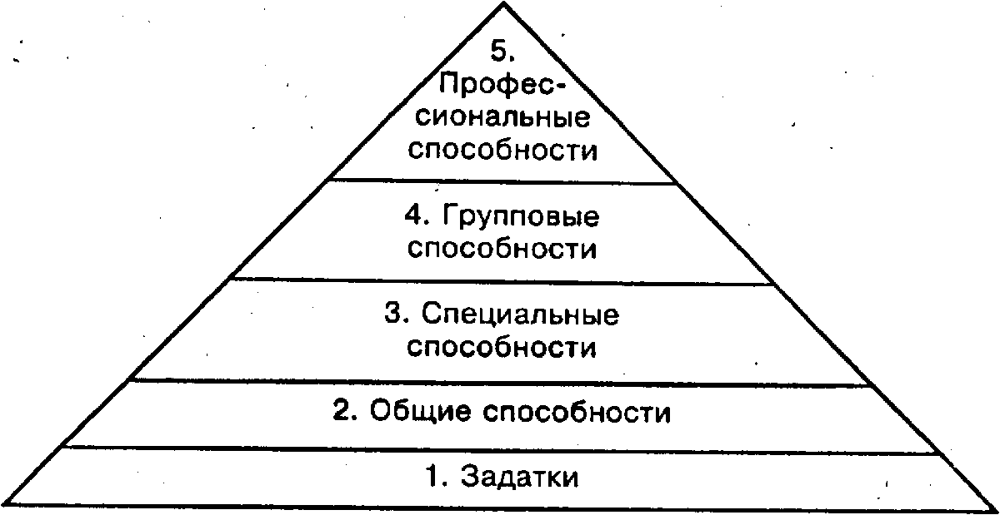 5.
Профес-
сиональные
способности
4. Групповые
способности
3. Специальные
способности
2. Общие способности
1. Задатки